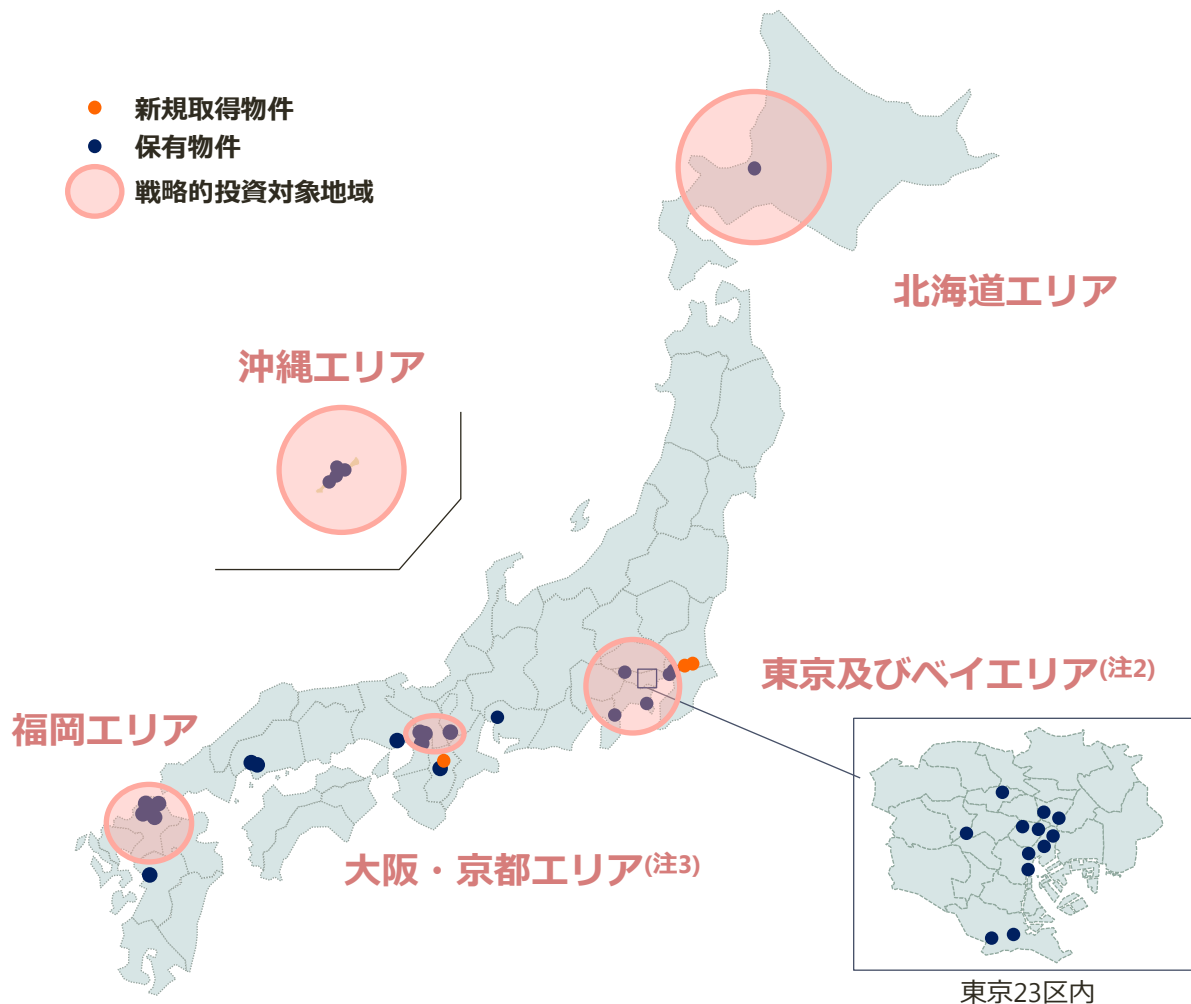 新規取得物件
保有物件
戦略的投資対象地域
北海道エリア
沖縄エリア
東京及びベイエリア(注2)
福岡エリア
大阪・京都エリア(注3)
東京23区内